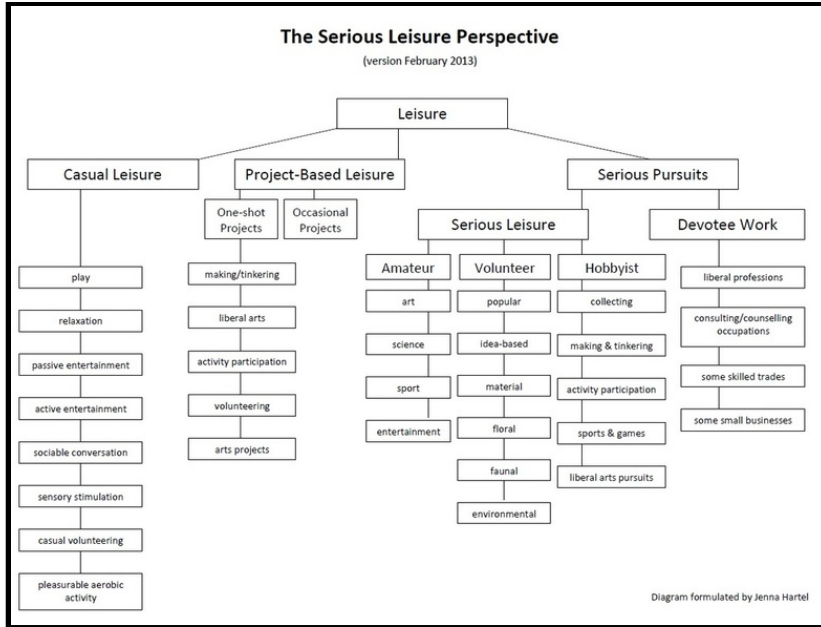 The Serious Leisure Perspective
(version February 2013)
Leisure
Casual Leisure
play
relaxation
passive entertainment
active entertainment
sociable conversation
sensory stimulation
casual volunteering
pleasurable aerobic
activity
Project-Based Leisure
One-shot
Projects
making/tinkering
liberal arts
activity participation
volunteering
arts projects
Occasional
Projects
Serious Pursuits
Serious Leisure
Amateur
art
science
sport
entertainment
Volunteer
popular
idea-based
material
floral
faunal
environmental
Hobbyist
collecting
making & tinkering
activity participation
sports & games
liberal arts pursuits
Devotee Work
liberal professions
consulting/counselling
occupations
some skilled trades
some small businesses
Diagram formulated by Jenna Hartel